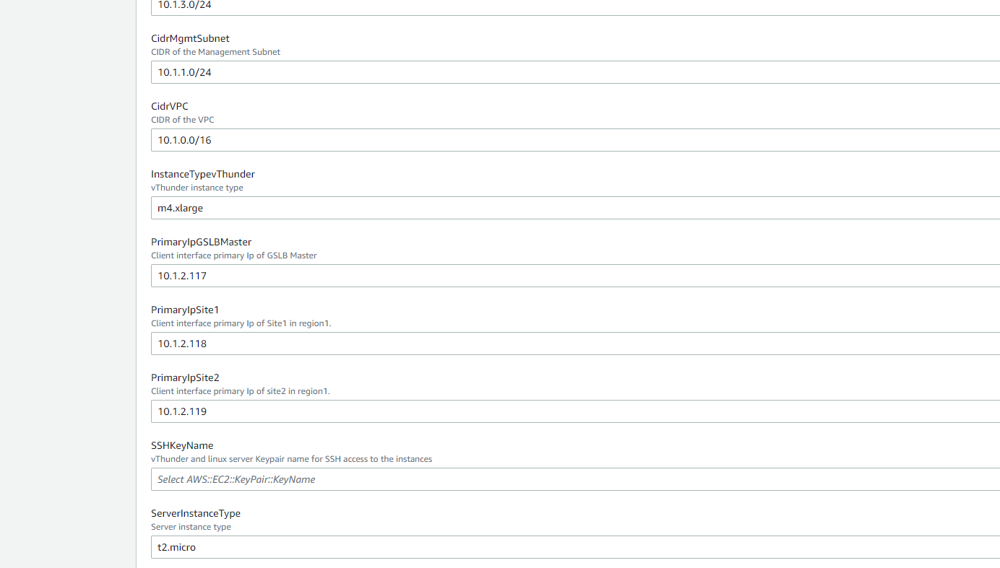 10.1.3.0/24
CidrMgmtSubnet
CIDR of the Management Subnet
10.1.1.0/24
CidrVPC
CIDR of the VPC
10.1.0.0/16
InstanceTypevThunder
vThunder instance type
m4.xlarge
PrimaryIpGSLBMaster
Client interface primary Ip of GSLB Master
10.1.2.117
PrimaryIpSite1
Client interface primary Ip of Site1 in region1.
10.1.2.118
PrimaryIpSite2
Client interface primary Ip of site2 in region1.
10.1.2.119
SSHKeyName
vThunder and linux server Keypair name for SSH access to the instances
Select AWS::EC2::KeyPair::KeyName
ServerInstanceType
Server instance type
t2.micro